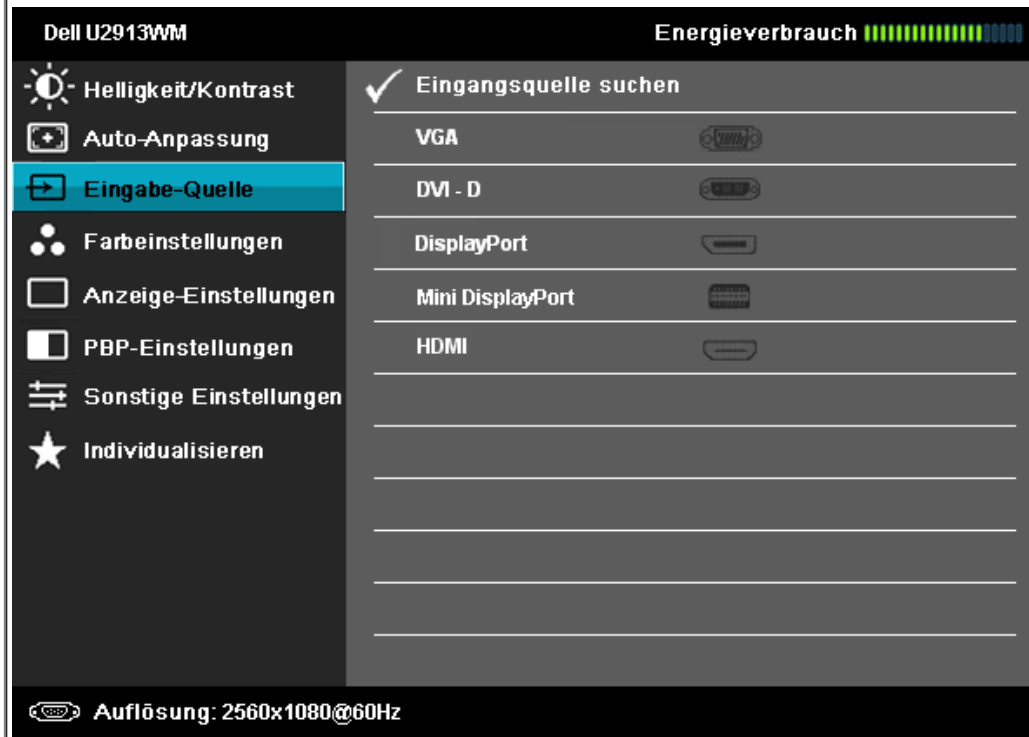 Dell U2913WM
Energieverbrauch
Helligkeit/Kontrast
Auto-Anpassung
Eingabe-Quelle
Farbeinstellungen
Anzeige-Einstellungen
PBP-Einstellungen
Sonstige Einstellungen
Individualisieren
Eingangsquelle suchen
VGA
DVI - D
DisplayPort
Mini DisplayPort
HDMI
Auflösung: 2560x1080@60Hz